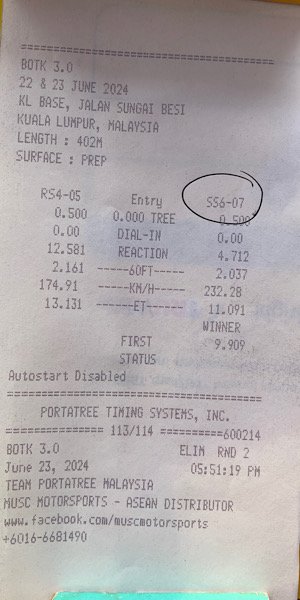 ==========================================
BOTK 3.0
22 & 23 JUNE 2024
KL BASE, JALAN SUNGAI BESI
KUALA LUMPUR, MALAYSIA
LENGTH : 402M
SURFACE : PREP
RS4-05 Entry SS6-07
0.500 0.000 TREE 0.500
0.00 DIAL-IN 0.00
12.581 REACTION 4.712
2.161 ------60FT------ 2.037
174.91 ------KM/H------ 232.28
13.131 -------ET------- 11.091
WINNER
FIRST 9.909
STATUS
Autostart Disabled
==========================================
PORTATREE TIMING SYSTEMS, INC.
================ 113/114 ==========600214
BOTK 3.0 ELIM RND 2
June 23, 2024 05:51:19 PM
TEAM PORTATREE MALAYSIA
MUSC MOTORSPORTS - ASEAN DISTRIBUTOR
www.facebook.com/muscmotorsports
+6016-6681490